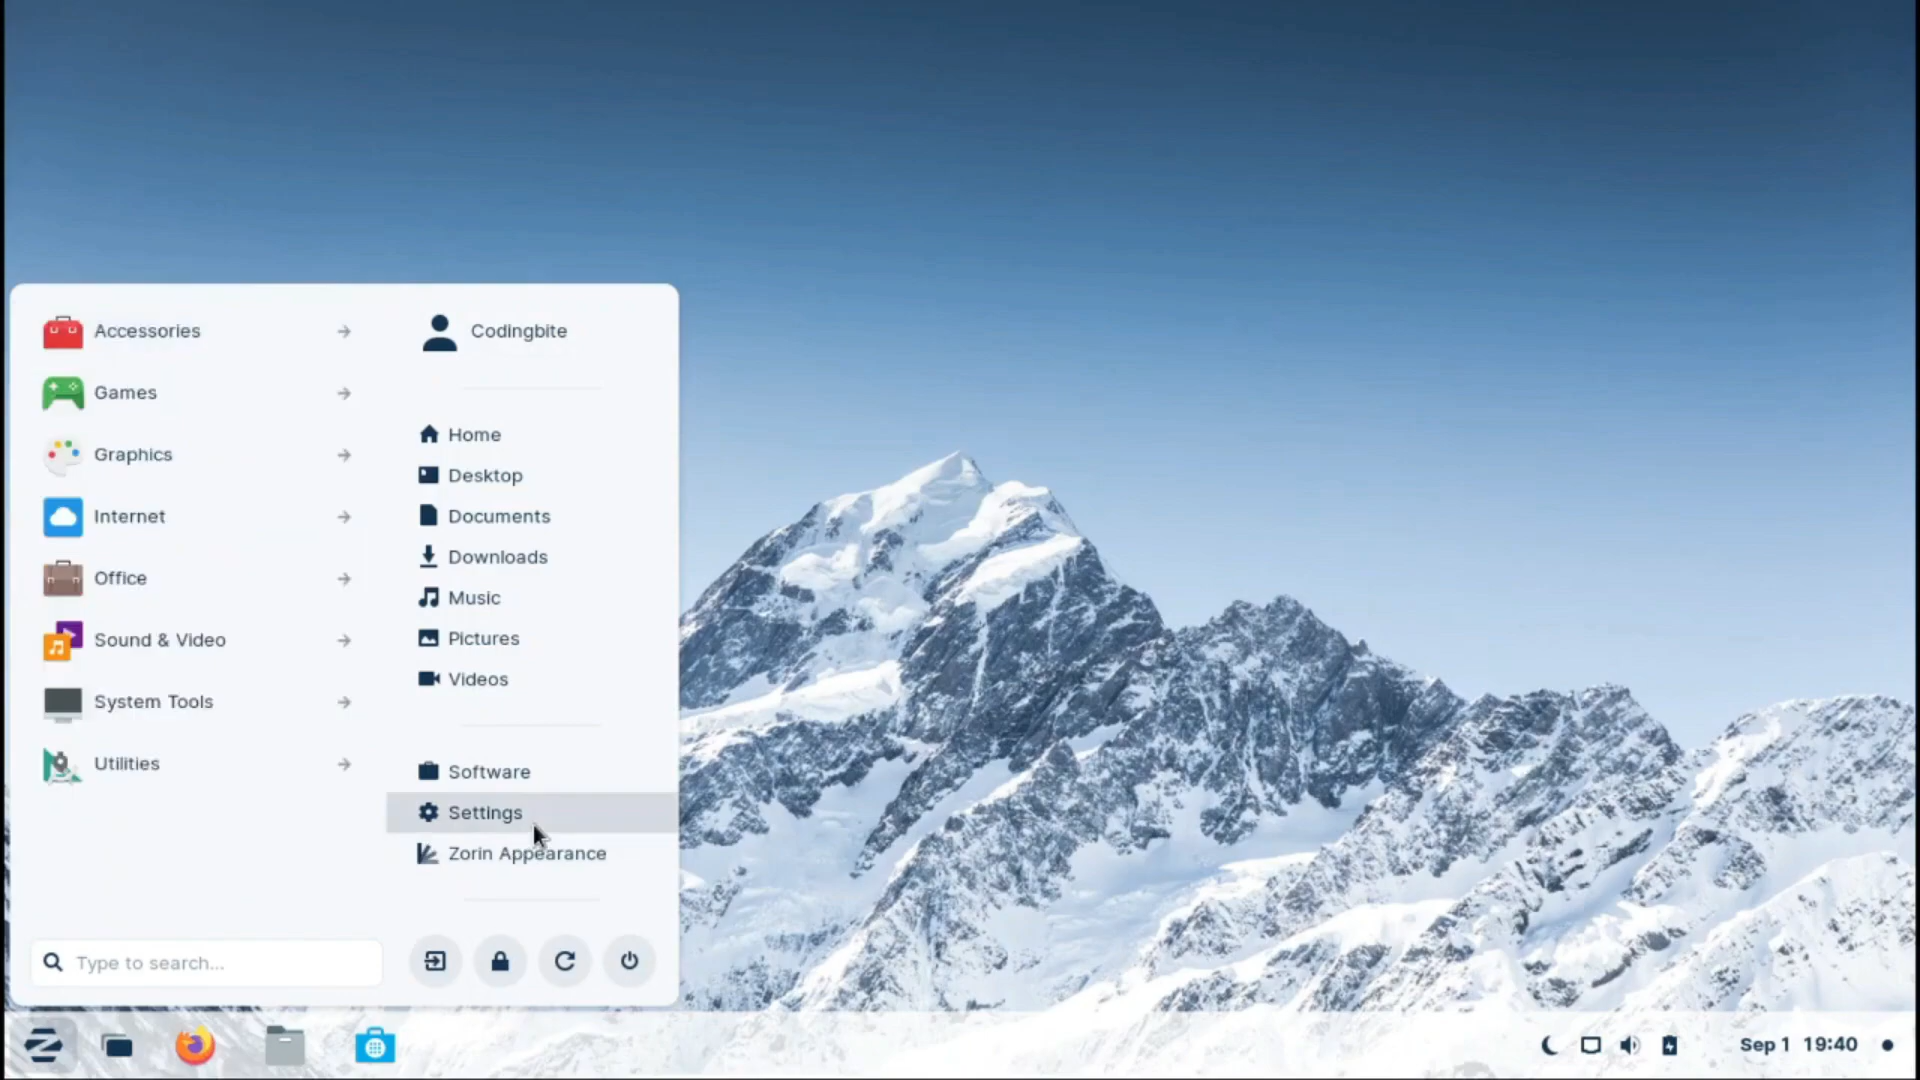 Accessories
Games
Graphics
Internet
Office
Sound & Video
System Tools
Utilities
Type to search...
Codingbite
Home
Desktop
Documents
Downloads
Music
Pictures
Videos
Software
Settings
Zorin Appearance
Sep 1 19:40